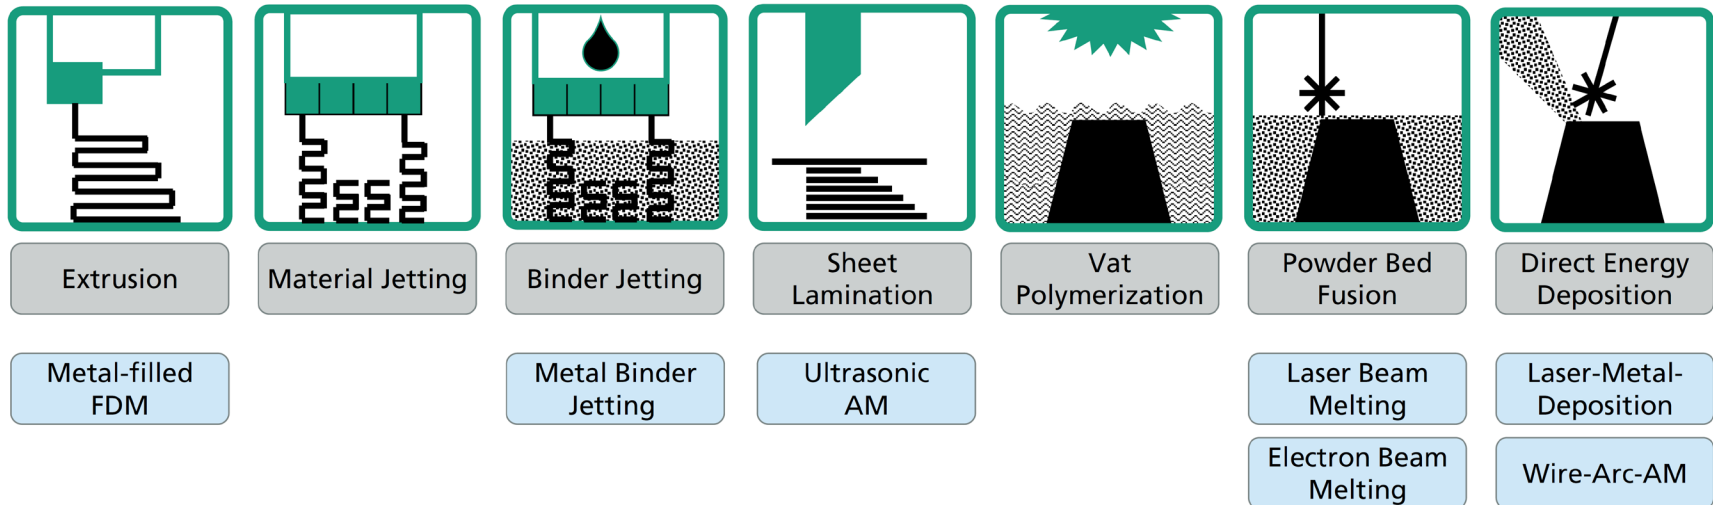 Extrusion
Material Jetting
Binder Jetting
Sheet
Lamination
Vat
Polymerization
Powder Bed
Fusion
Direct Energy
Deposition
Metal-filled
FDM
Metal Binder
Jetting
Ultrasonic
AM
Laser Beam
Melting
Laser-Metal-
Deposition
Electron Beam
Melting
Wire-Arc-AM